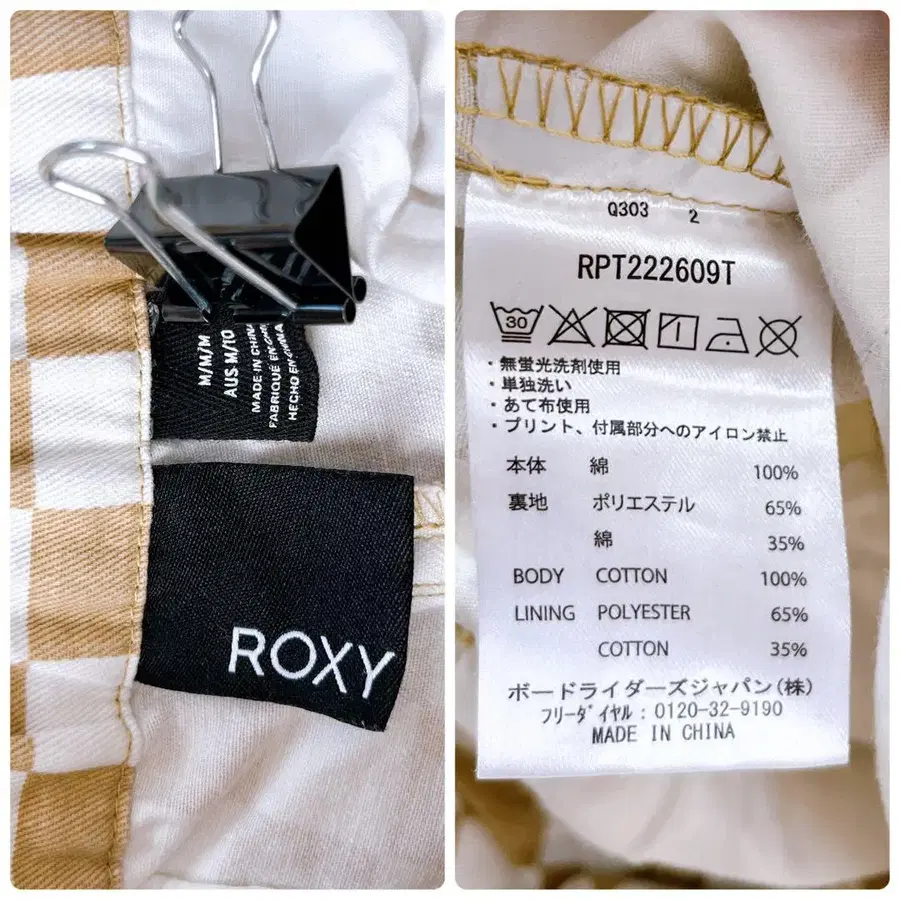 M/M/M
AUS M/10
MADE IN CHINA
FABRIQUE EN CHINE
HECHO EN CHINA
ROXY
Q303 2
RPT222609T
30
・無蛍光洗剤使用
・単独洗い
・あて布使用
・プリント、付属部分へのアイロン禁止
本体 綿 100%
裏地 ポリエステル 65%
綿 35%
BODY COTTON 100%
LINING POLYESTER 65%
COTTON 35%
ボードライダーズジャパン(株)
フリーダイヤル：0120-32-9190
MADE IN CHINA